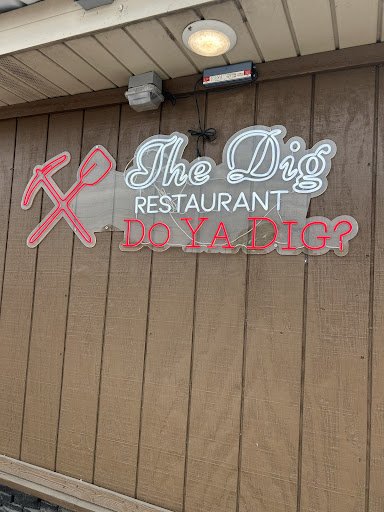 The Dig
RESTAURANT
DO YA DIG?